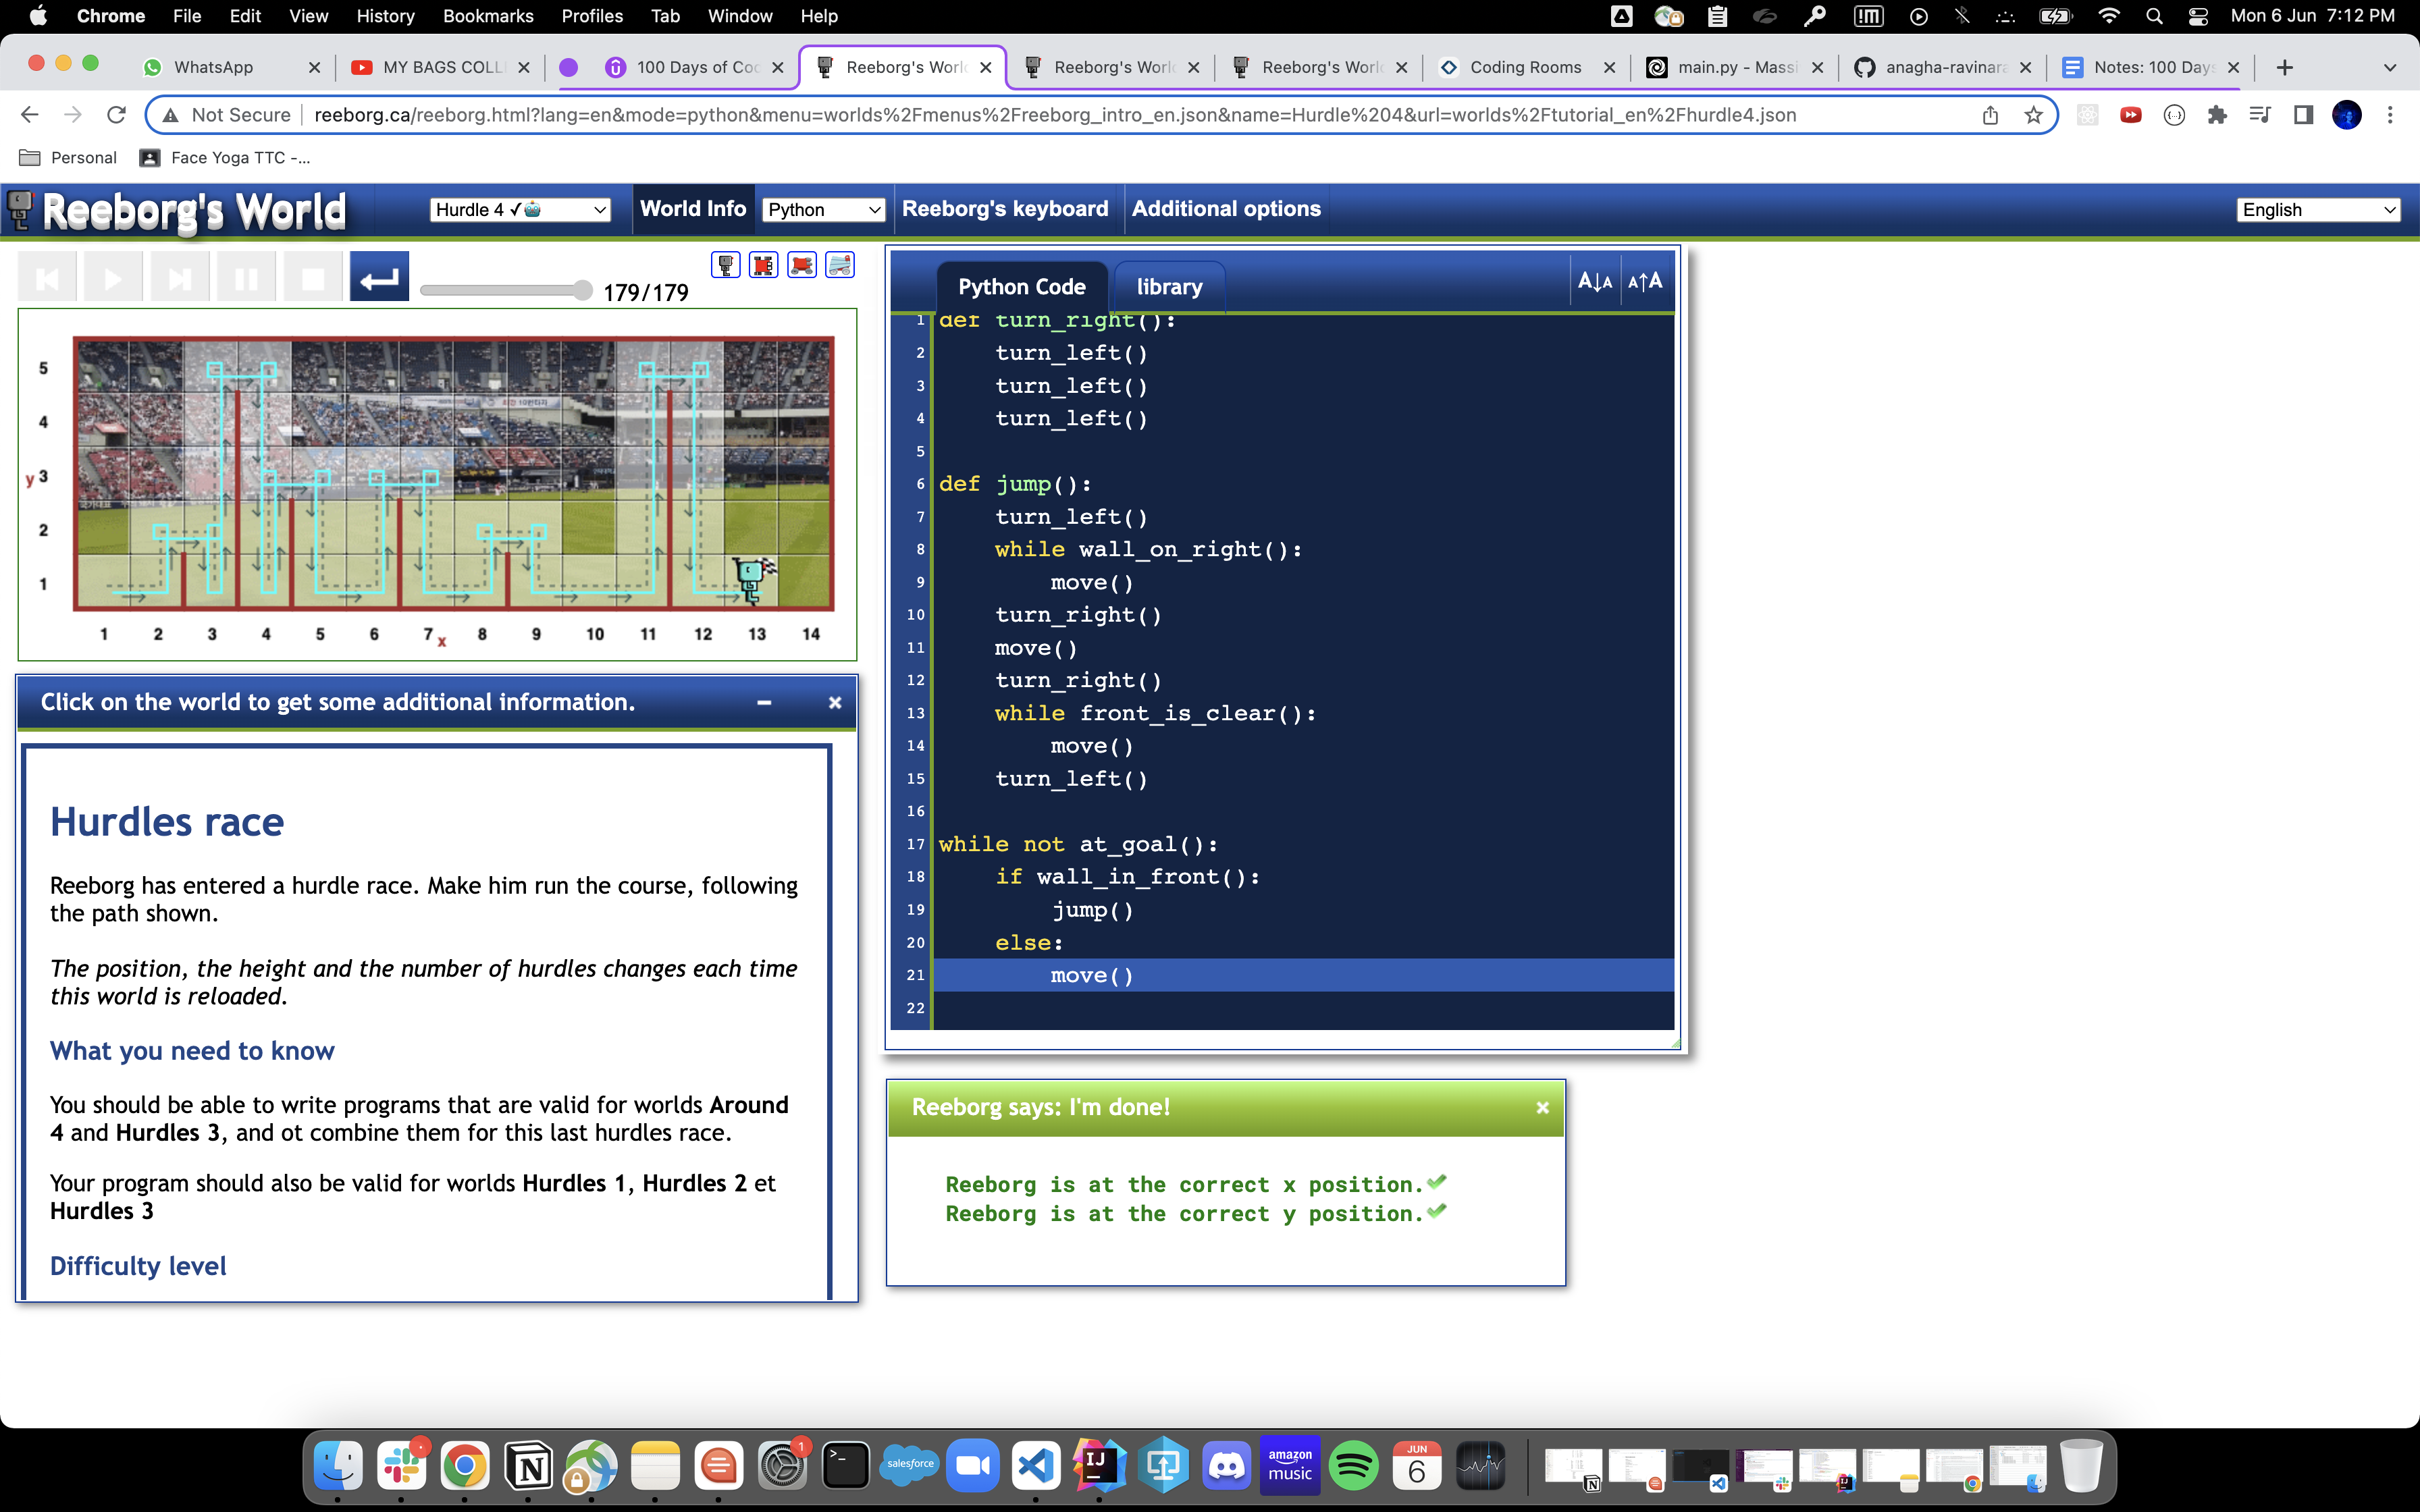 Chrome File Edit View History Bookmarks Profiles Tab Window Help Mon 6 Jun 7:12 PM
WhatsApp MY BAGS COLL 100 Days of Coc Reeborg's Worl Reeborg's Worl Reeborg's Worl Coding Rooms main.py - Massi anagha-ravinara Notes: 100 Days
Not Secure reeborg.ca/reeborg.html?lang=en&mode=python&menu=worlds%2Fmenus%2Freeborg_intro_en.json&name=Hurdle%204&url=worlds%2Ftutorial_en%2Fhurdle4.json
Personal Face Yoga TTC -...
Reeborg's World Hurdle 4 ✓🤖 World Info Python Reeborg's keyboard Additional options English
179/179
5
4
y 3
2
1
1 2 3 4 5 6 7 x 8 9 10 11 12 13 14
Click on the world to get some additional information.
Hurdles race
Reeborg has entered a hurdle race. Make him run the course, following
the path shown.
The position, the height and the number of hurdles changes each time
this world is reloaded.
What you need to know
You should be able to write programs that are valid for worlds Around
4 and Hurdles 3, and ot combine them for this last hurdles race.
Your program should also be valid for worlds Hurdles 1, Hurdles 2 et
Hurdles 3
Difficulty level
Python Code library A↓A A↑A
1 def turn_right():
2 turn_left()
3 turn_left()
4 turn_left()
5
6 def jump():
7 turn_left()
8 while wall_on_right():
9 move()
10 turn_right()
11 move()
12 turn_right()
13 while front_is_clear():
14 move()
15 turn_left()
16
17 while not at_goal():
18 if wall_in_front():
19 jump()
20 else:
21 move()
22
Reeborg says: I'm done!
Reeborg is at the correct x position.
Reeborg is at the correct y position.
1 >_ salesforce IJ amazon music JUN 6